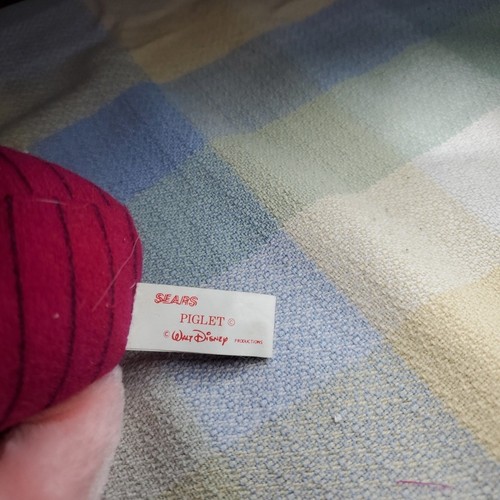 SEARS
PIGLET ©
© WALT DISNEY PRODUCTIONS